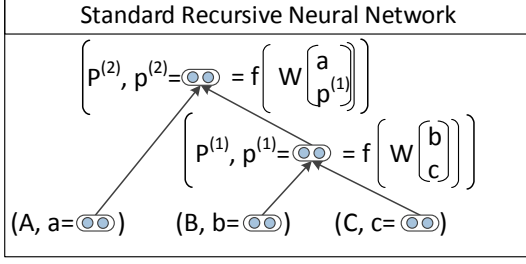 Standard Recursive Neural Network
(P⁽²⁾, p⁽²⁾= = f(W[a p⁽¹⁾]))
(P⁽¹⁾, p⁽¹⁾= = f(W[b c]))
(A, a= ) (B, b= ) (C, c= )